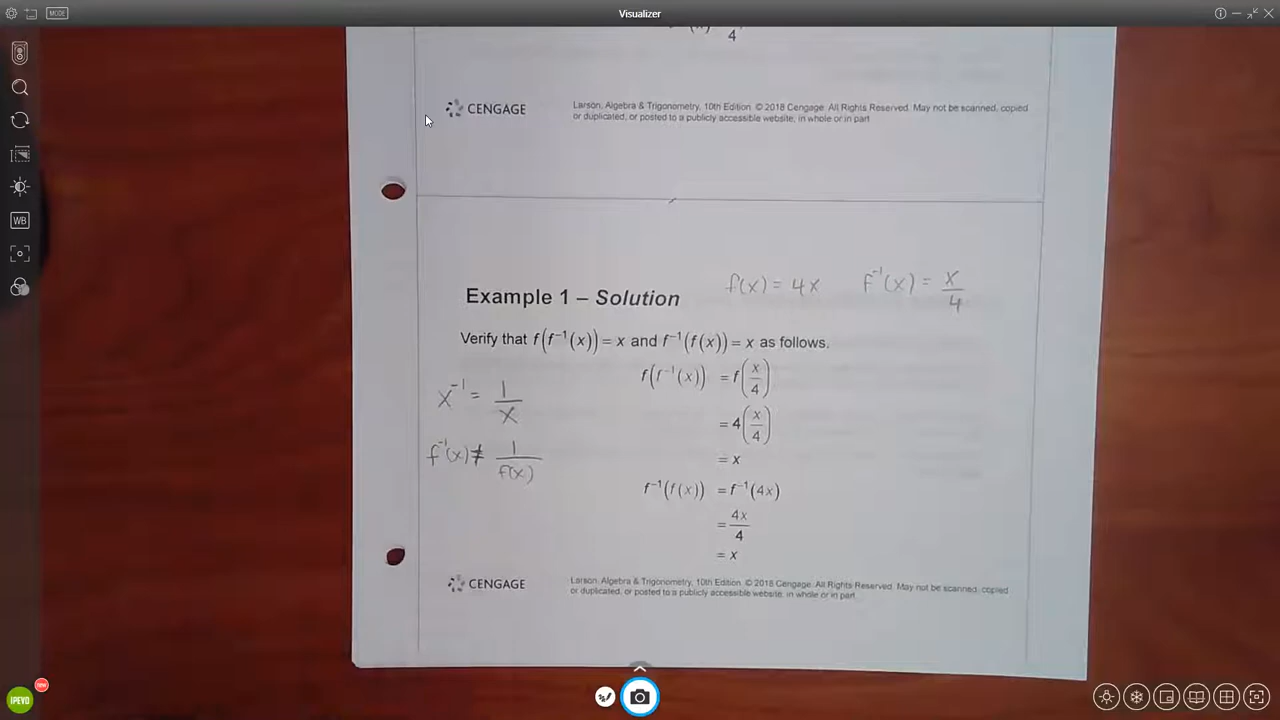 MODE
Visualizer
4
CENGAGE
Larson, Algebra & Trigonometry, 10th Edition. © 2018 Cengage. All Rights Reserved. May not be scanned, copied
or duplicated, or posted to a publicly accessible website, in whole or in part
f(x) = 4x f⁻¹(x) = x/4
Example 1 – Solution
Verify that f(f⁻¹(x)) = x and f⁻¹(f(x)) = x as follows.
f(f⁻¹(x)) = f(x/4)
= 4(x/4)
= x
f⁻¹(f(x)) = f⁻¹(4x)
= 4x/4
= x
x⁻¹ = 1/x
f⁻¹(x) ≠ 1/f(x)
CENGAGE
Larson, Algebra & Trigonometry, 10th Edition. © 2018 Cengage. All Rights Reserved. May not be scanned, copied
or duplicated, or posted to a publicly accessible website, in whole or in part.
WB
IPEVO
new